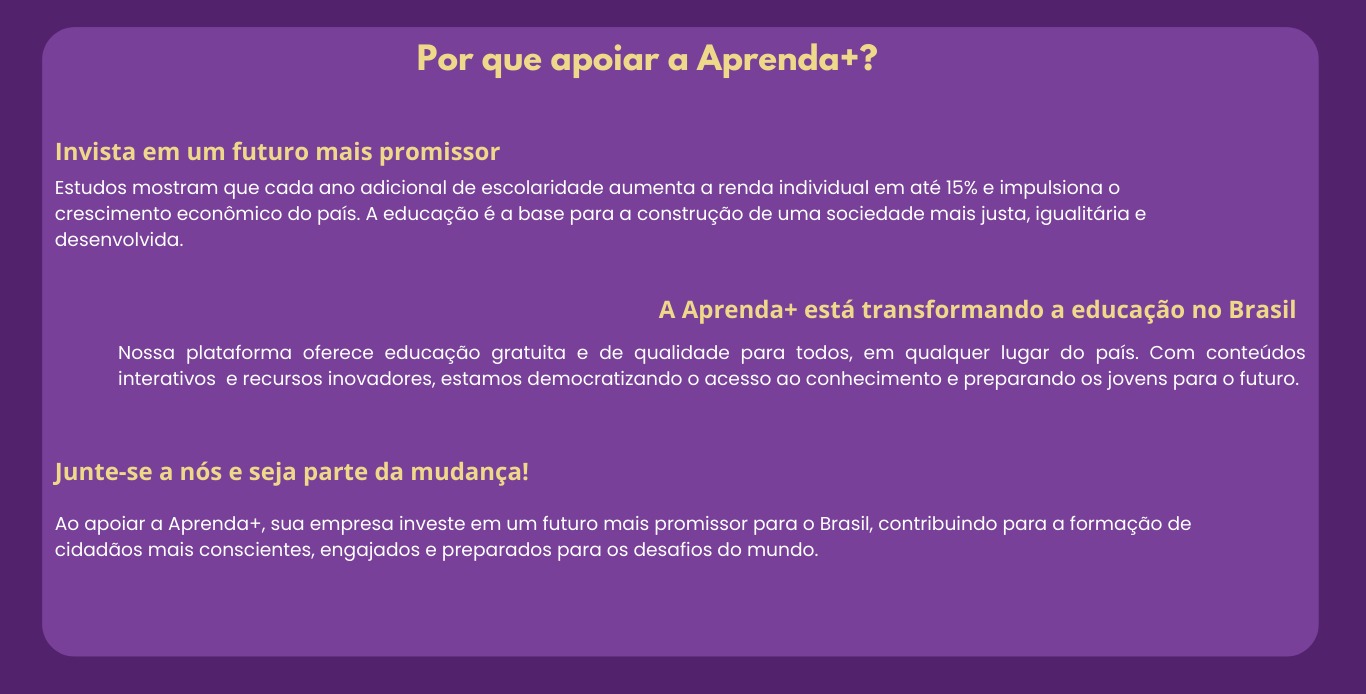 Por que apoiar a Aprenda+?
Invista em um futuro mais promissor
Estudos mostram que cada ano adicional de escolaridade aumenta a renda individual em até 15% e impulsiona o
crescimento econômico do país. A educação é a base para a construção de uma sociedade mais justa, igualitária e
desenvolvida.
A Aprenda+ está transformando a educação no Brasil
Nossa plataforma oferece educação gratuita e de qualidade para todos, em qualquer lugar do país. Com conteúdos
interativos e recursos inovadores, estamos democratizando o acesso ao conhecimento e preparando os jovens para o futuro.
Junte-se a nós e seja parte da mudança!
Ao apoiar a Aprenda+, sua empresa investe em um futuro mais promissor para o Brasil, contribuindo para a formação de
cidadãos mais conscientes, engajados e preparados para os desafios do mundo.